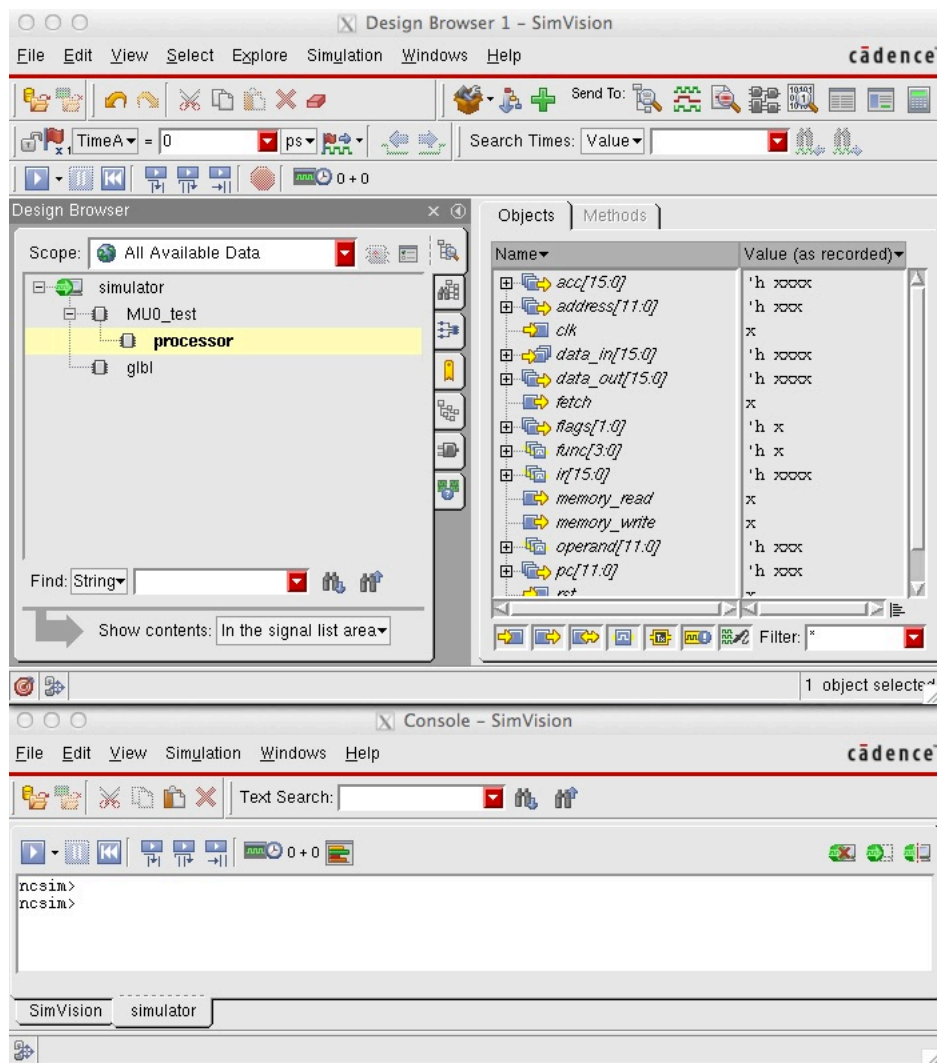 Design Browser 1 – SimVision
File Edit View Select Explore Simulation Windows Help cādence
Send To:
x₁ TimeA = 0 ps Search Times: Value
0 + 0
Design Browser
Scope: All Available Data
simulator
MU0_test
processor
glbl
Find: String
Show contents: In the signal list area
Objects Methods
Name Value (as recorded)
acc[15:0] 'h xxxx
address[11:0] 'h xxx
clk x
data_in[15:0] 'h xxxx
data_out[15:0] 'h xxxx
fetch x
flags[1:0] 'h x
func[3:0] 'h x
ir[15:0] 'h xxxx
memory_read x
memory_write x
operand[11:0] 'h xxx
pc[11:0] 'h xxx
rst x
Filter: *
1 object selected
Console – SimVision
File Edit View Simulation Windows Help cādence
Text Search:
0 + 0
ncsim>
ncsim>
SimVision simulator